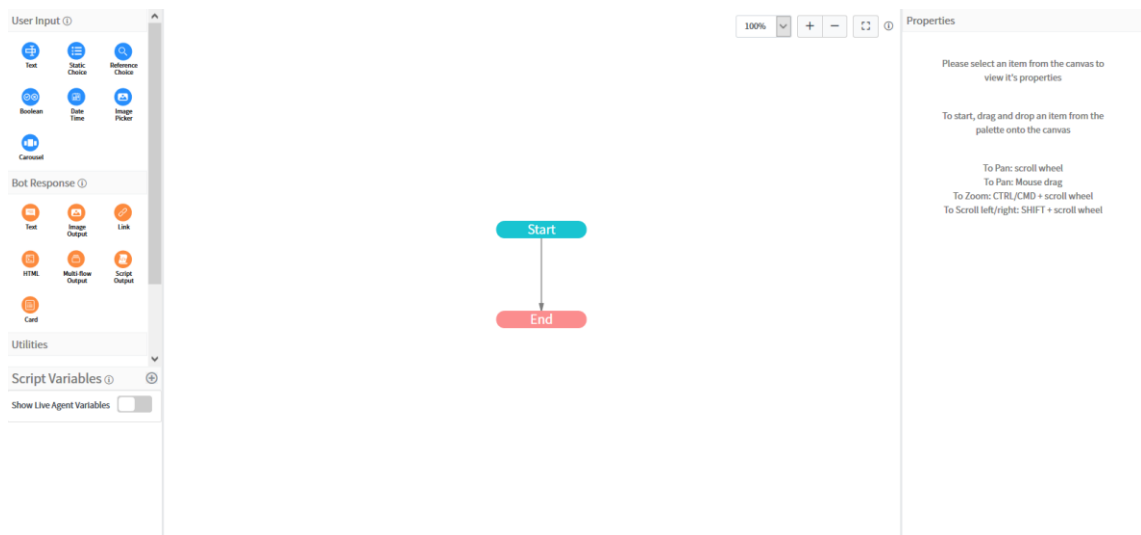 User Input
Text
Static Choice
Reference Choice
Boolean
Date Time
Image Picker
Carousel
Bot Response
Text
Image Output
Link
HTML
Multi-flow Output
Script Output
Card
Utilities
Script Variables
Show Live Agent Variables
100%
Start
End
Properties
Please select an item from the canvas to
view it's properties
To start, drag and drop an item from the
palette onto the canvas
To Pan: scroll wheel
To Pan: Mouse drag
To Zoom: CTRL/CMD + scroll wheel
To Scroll left/right: SHIFT + scroll wheel